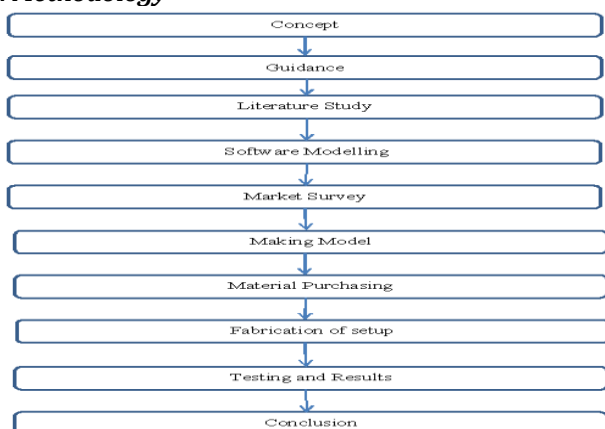 Methodology
Concept
Guidance
Literature Study
Software Modelling
Market Survey
Making Model
Material Purchasing
Fabrication of setup
Testing and Results
Conclusion